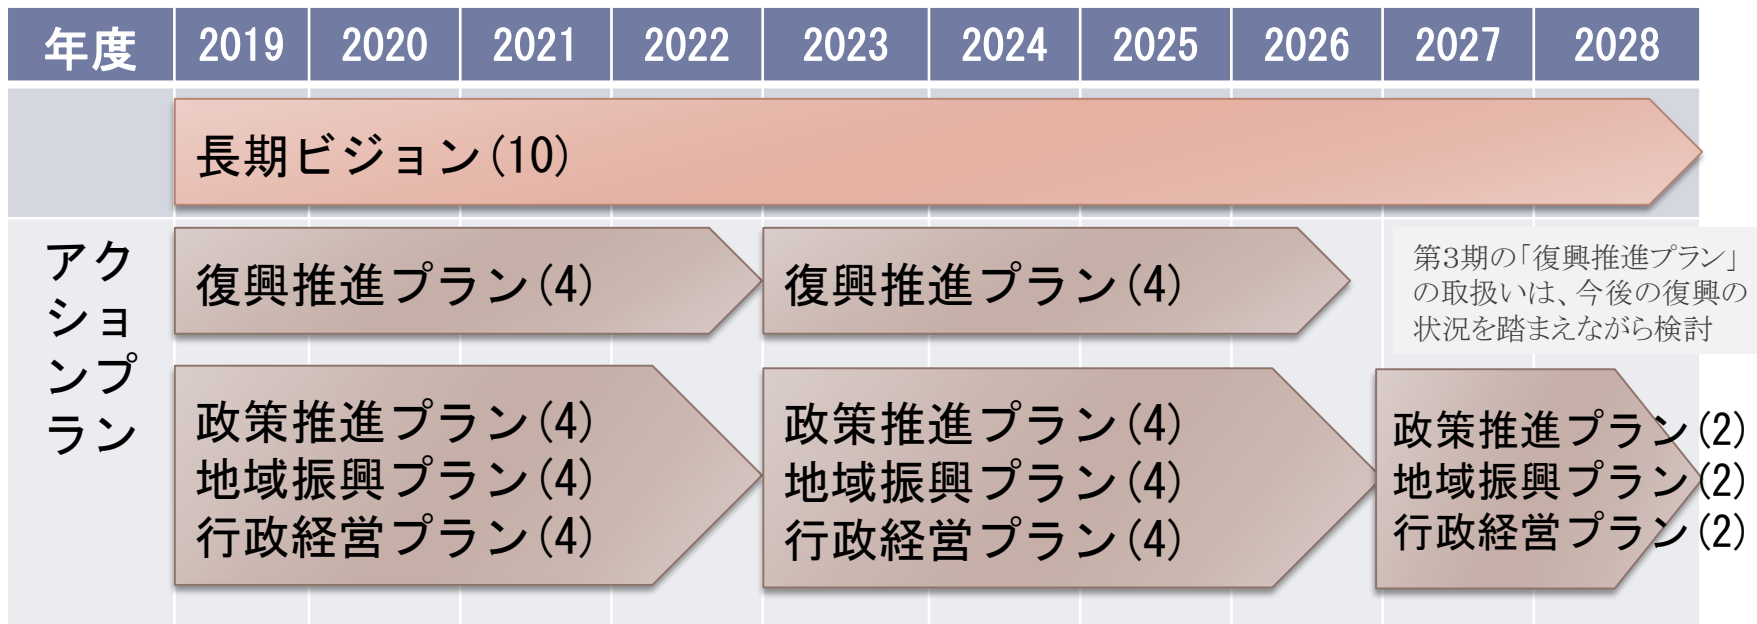 年度 2019 2020 2021 2022 2023 2024 2025 2026 2027 2028
長期ビジョン(10)
アク
ショ
ンプ
ラン
復興推進プラン(4)
復興推進プラン(4)
第3期の「復興推進プラン」
の取扱いは、今後の復興の
状況を踏まえながら検討
政策推進プラン(4)
地域振興プラン(4)
行政経営プラン(4)
政策推進プラン(4)
地域振興プラン(4)
行政経営プラン(4)
政策推進プラン(2)
地域振興プラン(2)
行政経営プラン(2)